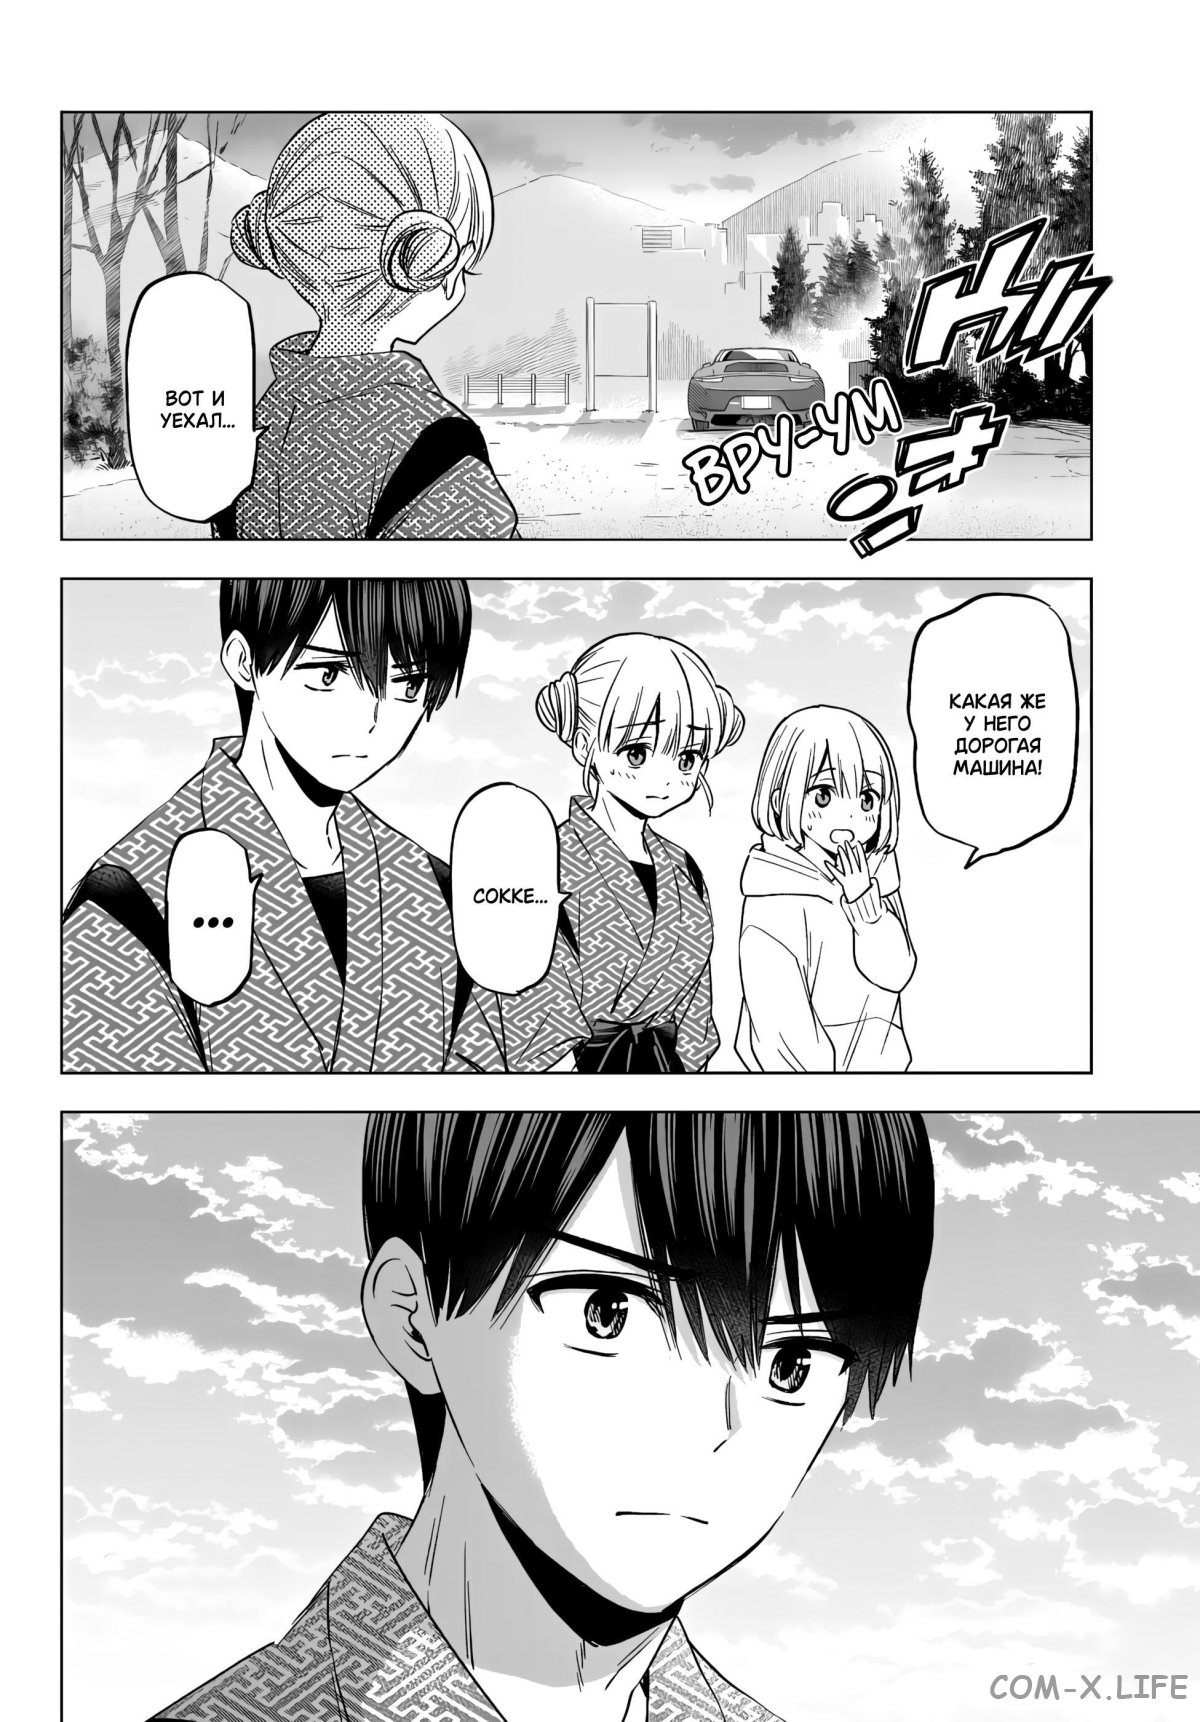 ВОТ И
УЕХАЛ...
ВРУ-УМ
КАКАЯ ЖЕ
У НЕГО
ДОРОГАЯ
МАШИНА!
СОККЕ...
...
COM-X.LIFE